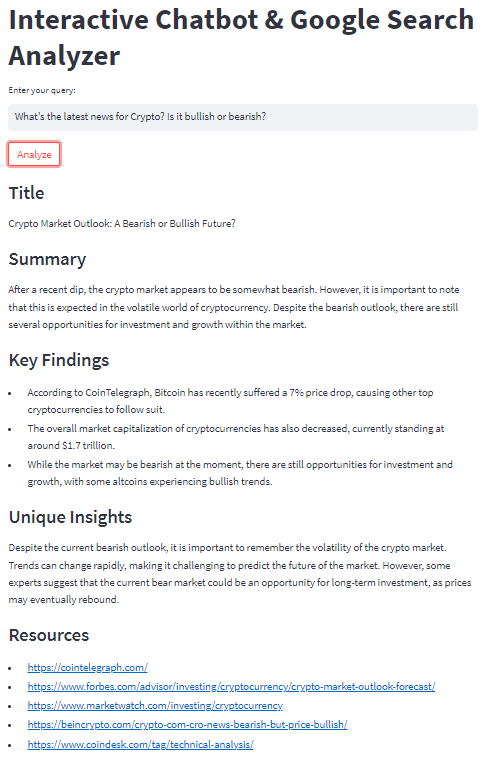 Interactive Chatbot & Google Search
Analyzer
Enter your query:
What's the latest news for Crypto? Is it bullish or bearish?
Analyze
Title
Crypto Market Outlook: A Bearish or Bullish Future?
Summary
After a recent dip, the crypto market appears to be somewhat bearish. However, it is important to note
that this is expected in the volatile world of cryptocurrency. Despite the bearish outlook, there are still
several opportunities for investment and growth within the market.
Key Findings
• According to CoinTelegraph, Bitcoin has recently suffered a 7% price drop, causing other top
cryptocurrencies to follow suit.
• The overall market capitalization of cryptocurrencies has also decreased, currently standing at
around $1.7 trillion.
• While the market may be bearish at the moment, there are still opportunities for investment and
growth, with some altcoins experiencing bullish trends.
Unique Insights
Despite the current bearish outlook, it is important to remember the volatility of the crypto market.
Trends can change rapidly, making it challenging to predict the future of the market. However, some
experts suggest that the current bear market could be an opportunity for long-term investment, as prices
may eventually rebound.
Resources
• https://cointelegraph.com/
• https://www.forbes.com/advisor/investing/cryptocurrency/crypto-market-outlook-forecast/
• https://www.marketwatch.com/investing/cryptocurrency
• https://beincrypto.com/crypto-com-cro-news-bearish-but-price-bullish/
• https://www.coindesk.com/tag/technical-analysis/